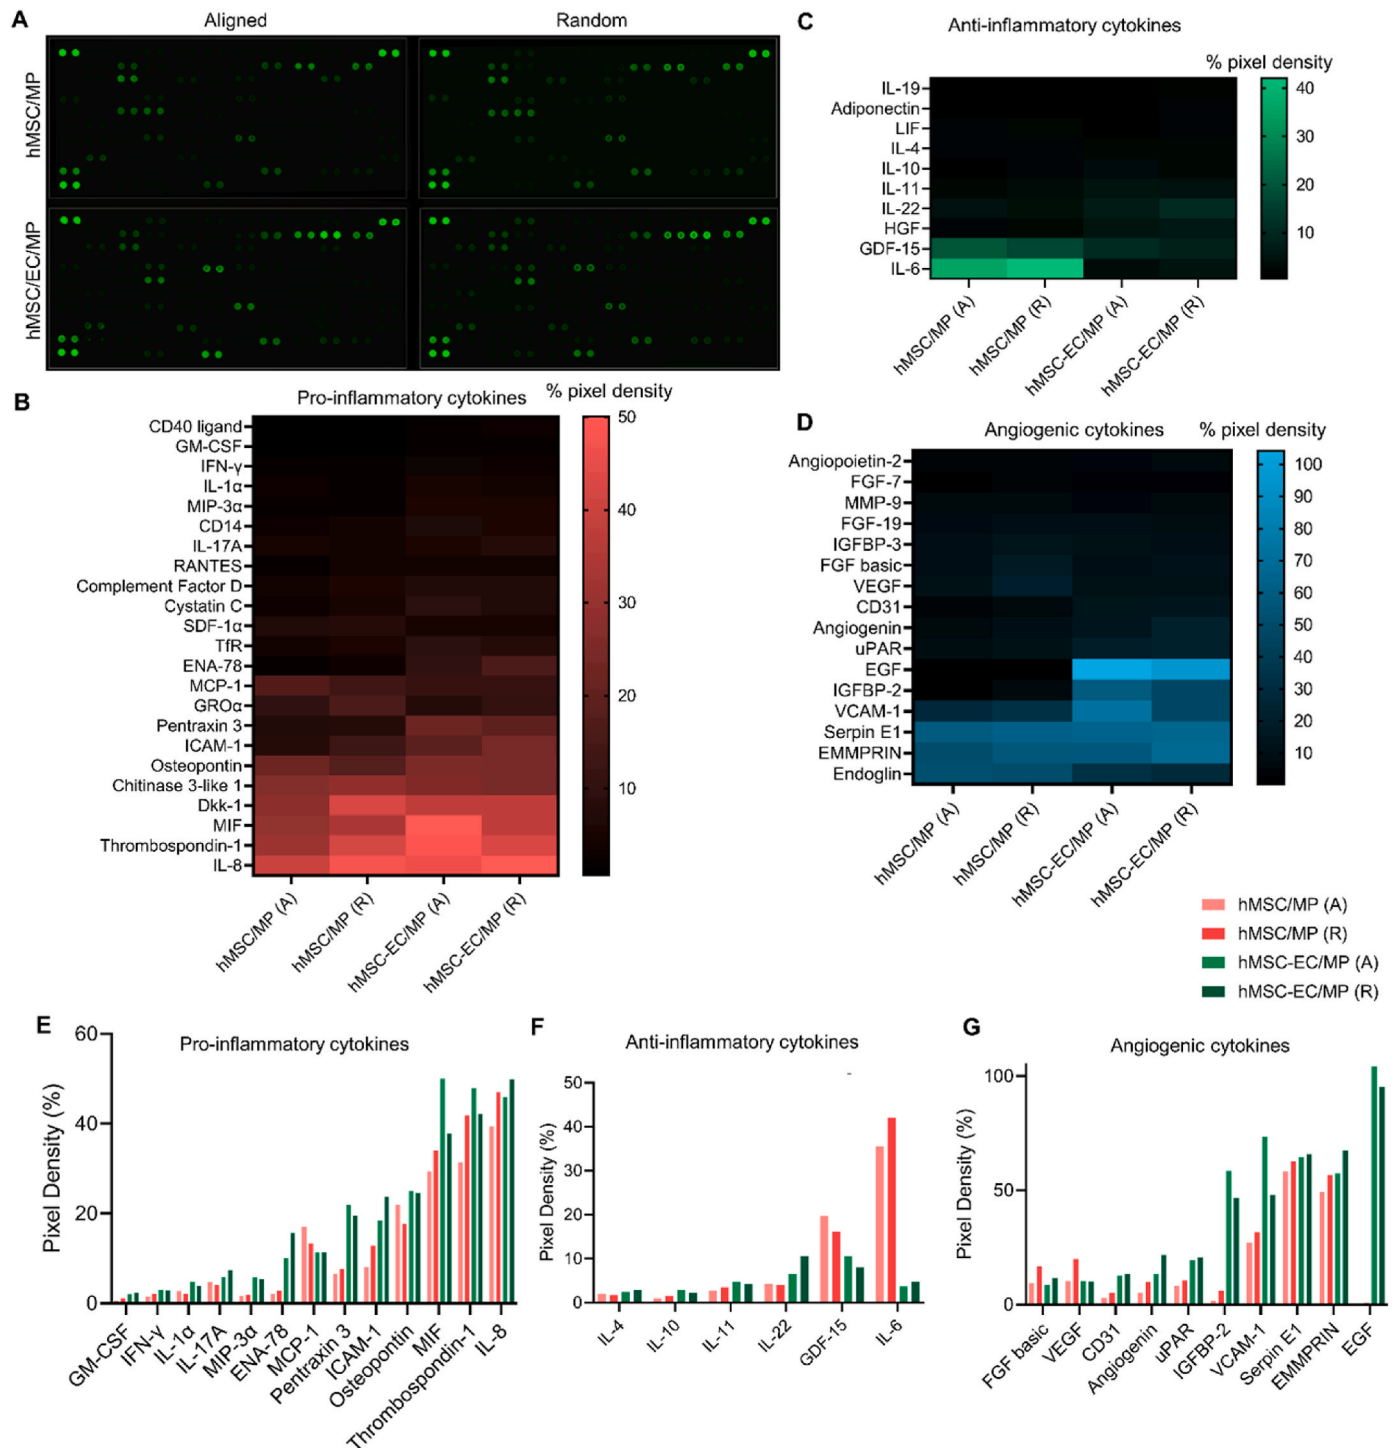 A
Aligned
Random
hMSC/MP
hMSC/EC/MP
B
Pro-inflammatory cytokines
% pixel density
CD40 ligand
GM-CSF
IFN-γ
IL-1α
MIP-3α
CD14
IL-17A
RANTES
Complement Factor D
Cystatin C
SDF-1α
TfR
ENA-78
MCP-1
GROα
Pentraxin 3
ICAM-1
Osteopontin
Chitinase 3-like 1
Dkk-1
MIF
Thrombospondin-1
IL-8
50
40
30
20
10
hMSC/MP (A)
hMSC/MP (R)
hMSC-EC/MP (A)
hMSC-EC/MP (R)
C
Anti-inflammatory cytokines
% pixel density
IL-19
Adiponectin
LIF
IL-4
IL-10
IL-11
IL-22
HGF
GDF-15
IL-6
40
30
20
10
hMSC/MP (A)
hMSC/MP (R)
hMSC-EC/MP (A)
hMSC-EC/MP (R)
D
Angiogenic cytokines
% pixel density
Angiopoietin-2
FGF-7
MMP-9
FGF-19
IGFBP-3
FGF basic
VEGF
CD31
Angiogenin
uPAR
EGF
IGFBP-2
VCAM-1
Serpin E1
EMMPRIN
Endoglin
100
90
80
70
60
50
40
30
20
10
hMSC/MP (A)
hMSC/MP (R)
hMSC-EC/MP (A)
hMSC-EC/MP (R)
hMSC/MP (A)
hMSC/MP (R)
hMSC-EC/MP (A)
hMSC-EC/MP (R)
E
Pro-inflammatory cytokines
Pixel Density (%)
60
40
20
0
GM-CSF
IFN-γ
IL-1α
IL-17A
MIP-3α
ENA-78
MCP-1
Pentraxin 3
ICAM-1
Osteopontin
MIF
Thrombospondin-1
IL-8
F
Anti-inflammatory cytokines
Pixel Density (%)
50
40
30
20
10
0
IL-4
IL-10
IL-11
IL-22
GDF-15
IL-6
G
Angiogenic cytokines
Pixel Density (%)
100
50
0
FGF basic
VEGF
CD31
Angiogenin
uPAR
IGFBP-2
VCAM-1
Serpin E1
EMMPRIN
EGF